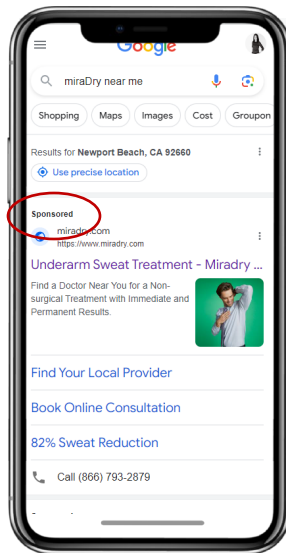 Google
miraDry near me
Shopping Maps Images Cost Groupon
Results for Newport Beach, CA 92660
Use precise location
Sponsored
miradry.com
https://www.miradry.com
Underarm Sweat Treatment - Miradry ...
Find a Doctor Near You for a Non-
surgical Treatment with Immediate and
Permanent Results.
Find Your Local Provider
Book Online Consultation
82% Sweat Reduction
Call (866) 793-2879